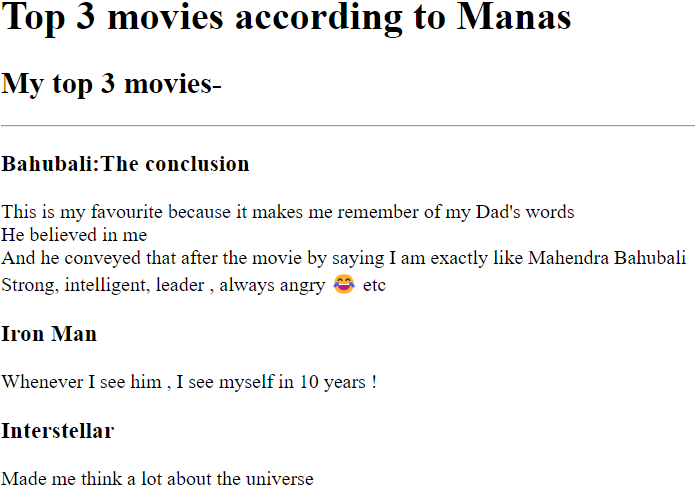 Top 3 movies according to Manas
My top 3 movies-
Bahubali:The conclusion
This is my favourite because it makes me remember of my Dad's words
He believed in me
And he conveyed that after the movie by saying I am exactly like Mahendra Bahubali
Strong, intelligent, leader , always angry 😂 etc
Iron Man
Whenever I see him , I see myself in 10 years !
Interstellar
Made me think a lot about the universe